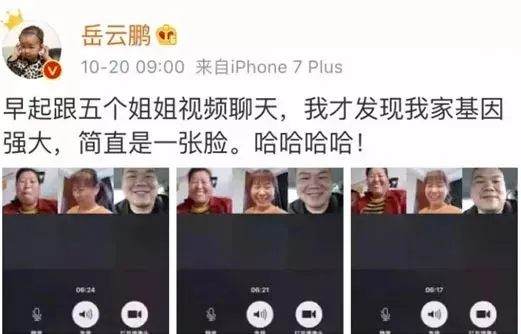 岳云鹏
10-20 09:00 来自iPhone 7 Plus
早起跟五个姐姐视频聊天，我才发现我家基因
强大，简直是一张脸。哈哈哈哈！
06:24
06:21
06:17